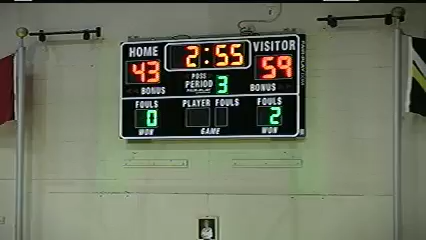 HOME 2:55 VISITOR
43 POSS 59
BONUS PERIOD 3 BONUS
FOULS PLAYER FOULS FOULS
0 2
WON GAME WON